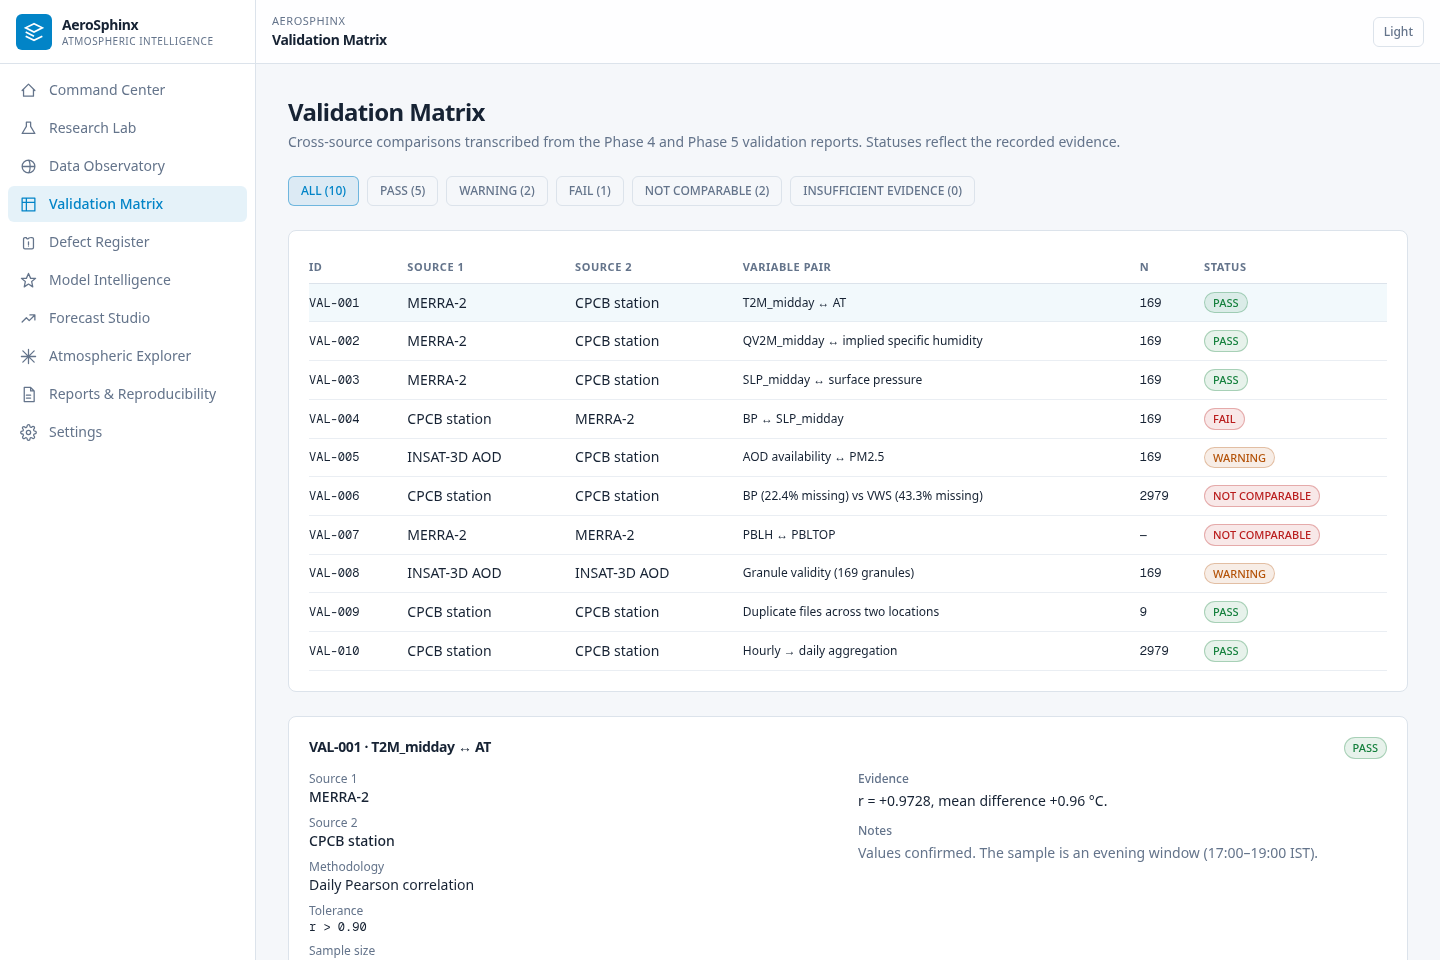 AeroSphinx
ATMOSPHERIC INTELLIGENCE
Command Center
Research Lab
Data Observatory
Validation Matrix
Defect Register
Model Intelligence
Forecast Studio
Atmospheric Explorer
Reports & Reproducibility
Settings
AEROSPHINX
Validation Matrix
Light
Validation Matrix
Cross-source comparisons transcribed from the Phase 4 and Phase 5 validation reports. Statuses reflect the recorded evidence.
ALL (10) PASS (5) WARNING (2) FAIL (1) NOT COMPARABLE (2) INSUFFICIENT EVIDENCE (0)
ID SOURCE 1 SOURCE 2 VARIABLE PAIR N STATUS
VAL-001 MERRA-2 CPCB station T2M_midday ↔ AT 169 PASS
VAL-002 MERRA-2 CPCB station QV2M_midday ↔ implied specific humidity 169 PASS
VAL-003 MERRA-2 CPCB station SLP_midday ↔ surface pressure 169 PASS
VAL-004 CPCB station MERRA-2 BP ↔ SLP_midday 169 FAIL
VAL-005 INSAT-3D AOD CPCB station AOD availability ↔ PM2.5 169 WARNING
VAL-006 CPCB station CPCB station BP (22.4% missing) vs VWS (43.3% missing) 2979 NOT COMPARABLE
VAL-007 MERRA-2 MERRA-2 PBLH ↔ PBLTOP – NOT COMPARABLE
VAL-008 INSAT-3D AOD INSAT-3D AOD Granule validity (169 granules) 169 WARNING
VAL-009 CPCB station CPCB station Duplicate files across two locations 9 PASS
VAL-010 CPCB station CPCB station Hourly → daily aggregation 2979 PASS
VAL-001 · T2M_midday ↔ AT PASS
Source 1
MERRA-2
Source 2
CPCB station
Methodology
Daily Pearson correlation
Tolerance
r > 0.90
Sample size
Evidence
r = +0.9728, mean difference +0.96 °C.
Notes
Values confirmed. The sample is an evening window (17:00–19:00 IST).